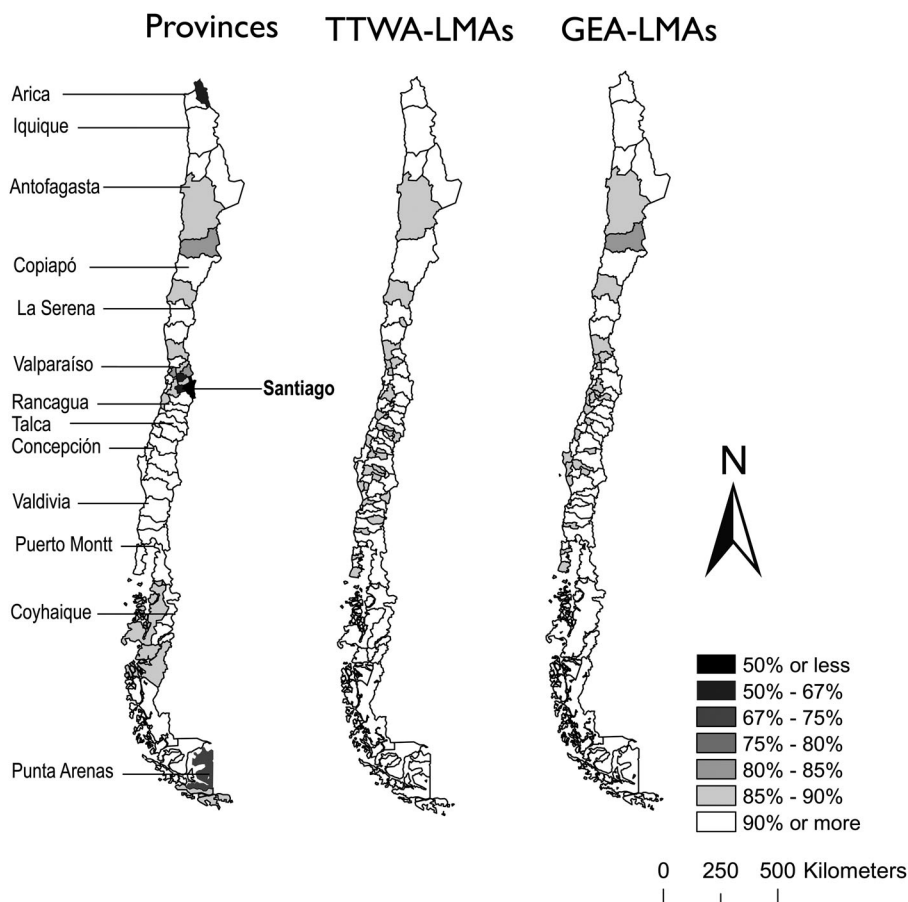 Provinces TTWA-LMAs GEA-LMAs
Arica
Iquique
Antofagasta
Copiapó
La Serena
Valparaíso
Santiago
Rancagua
Talca
Concepción
Valdivia
Puerto Montt
Coyhaique
Punta Arenas
N
50% or less
50% - 67%
67% - 75%
75% - 80%
80% - 85%
85% - 90%
90% or more
0 250 500 Kilometers